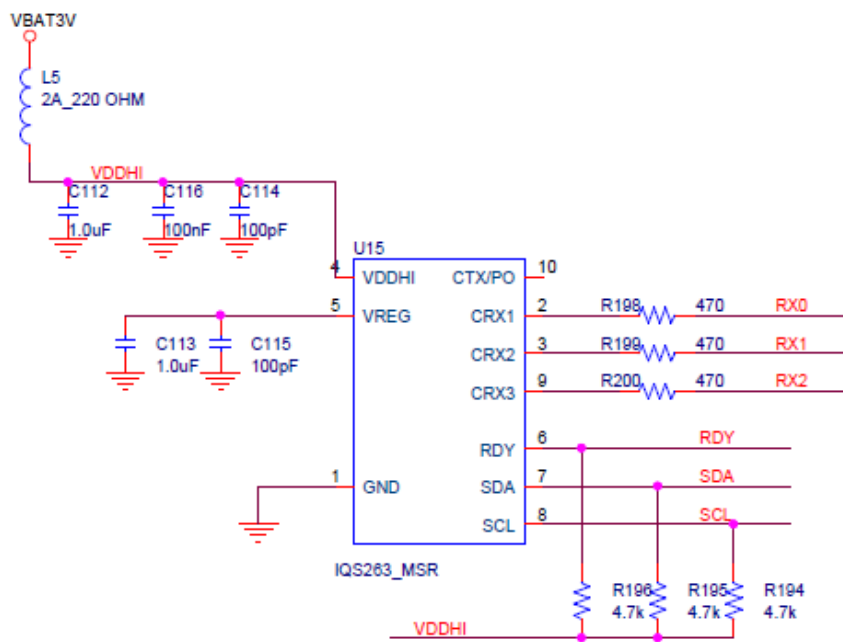 VBAT3V
L5
2A_220 OHM
VDDHI
C112
C116
C114
1.0uF
100nF
100pF
U15
4
VDDHI
CTX/PO
10
5
VREG
CRX1
2
R198
470
RX0
C113
1.0uF
C115
100pF
CRX2
3
R199
470
RX1
CRX3
9
R200
470
RX2
RDY
6
RDY
1
GND
SDA
7
SDA
SCL
8
SCL
IQS263_MSR
R196
4.7k
R195
4.7k
R194
4.7k
VDDHI